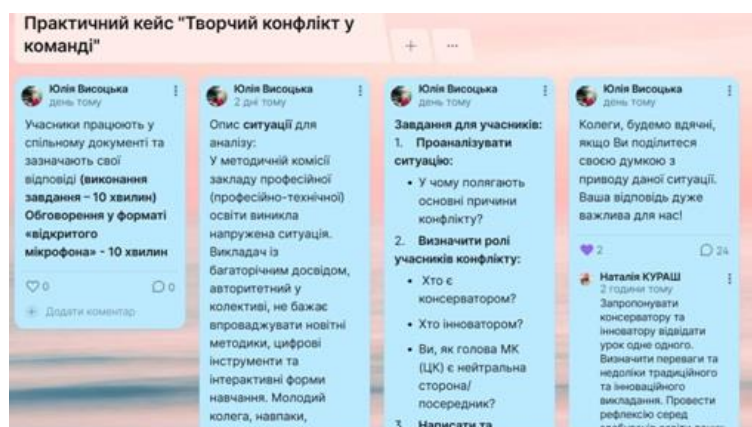 Практичний кейс "Творчий конфлікт у
команді"
Юлія Висоцька
день тому
Учасники працюють у
спільному документі та
зазначають свої
відповіді (виконання
завдання – 10 хвилин)
Обговорення у форматі
«відкритого
мікрофона» - 10 хвилин
0
0
Додати коментар
Юлія Висоцька
2 дні тому
Опис ситуації для
аналізу:
У методичній комісії
закладу професійної
(професійно-технічної)
освіти виникла
напружена ситуація.
Викладач із
багаторічним досвідом,
авторитетний у
колективі, не бажає
впроваджувати новітні
методики, цифрові
інструменти та
інтерактивні форми
навчання. Молодий
колега, навпаки,
Юлія Висоцька
день тому
Завдання для учасників:
1. Проаналізувати
ситуацію:
• У чому полягають
основні причини
конфлікту?
2. Визначити ролі
учасників конфлікту:
• Хто є
консерватором?
• Хто інноватором?
• Ви, як голова МК
(ЦК) є нейтральна
сторона/
посередник?
3. Написати та
Юлія Висоцька
день тому
Колеги, будемо вдячні,
якщо Ви поділитеся
своєю думкою з
приводу даної ситуації.
Ваша відповідь дуже
важлива для нас!
2
24
Наталія КУРАШ
2 години тому
Запропонувати
консерватору та
інноватору відвідати
урок одне одного.
Визначити переваги та
недоліки традиційного
та інноваційного
викладання. Провести
рефлексію серед